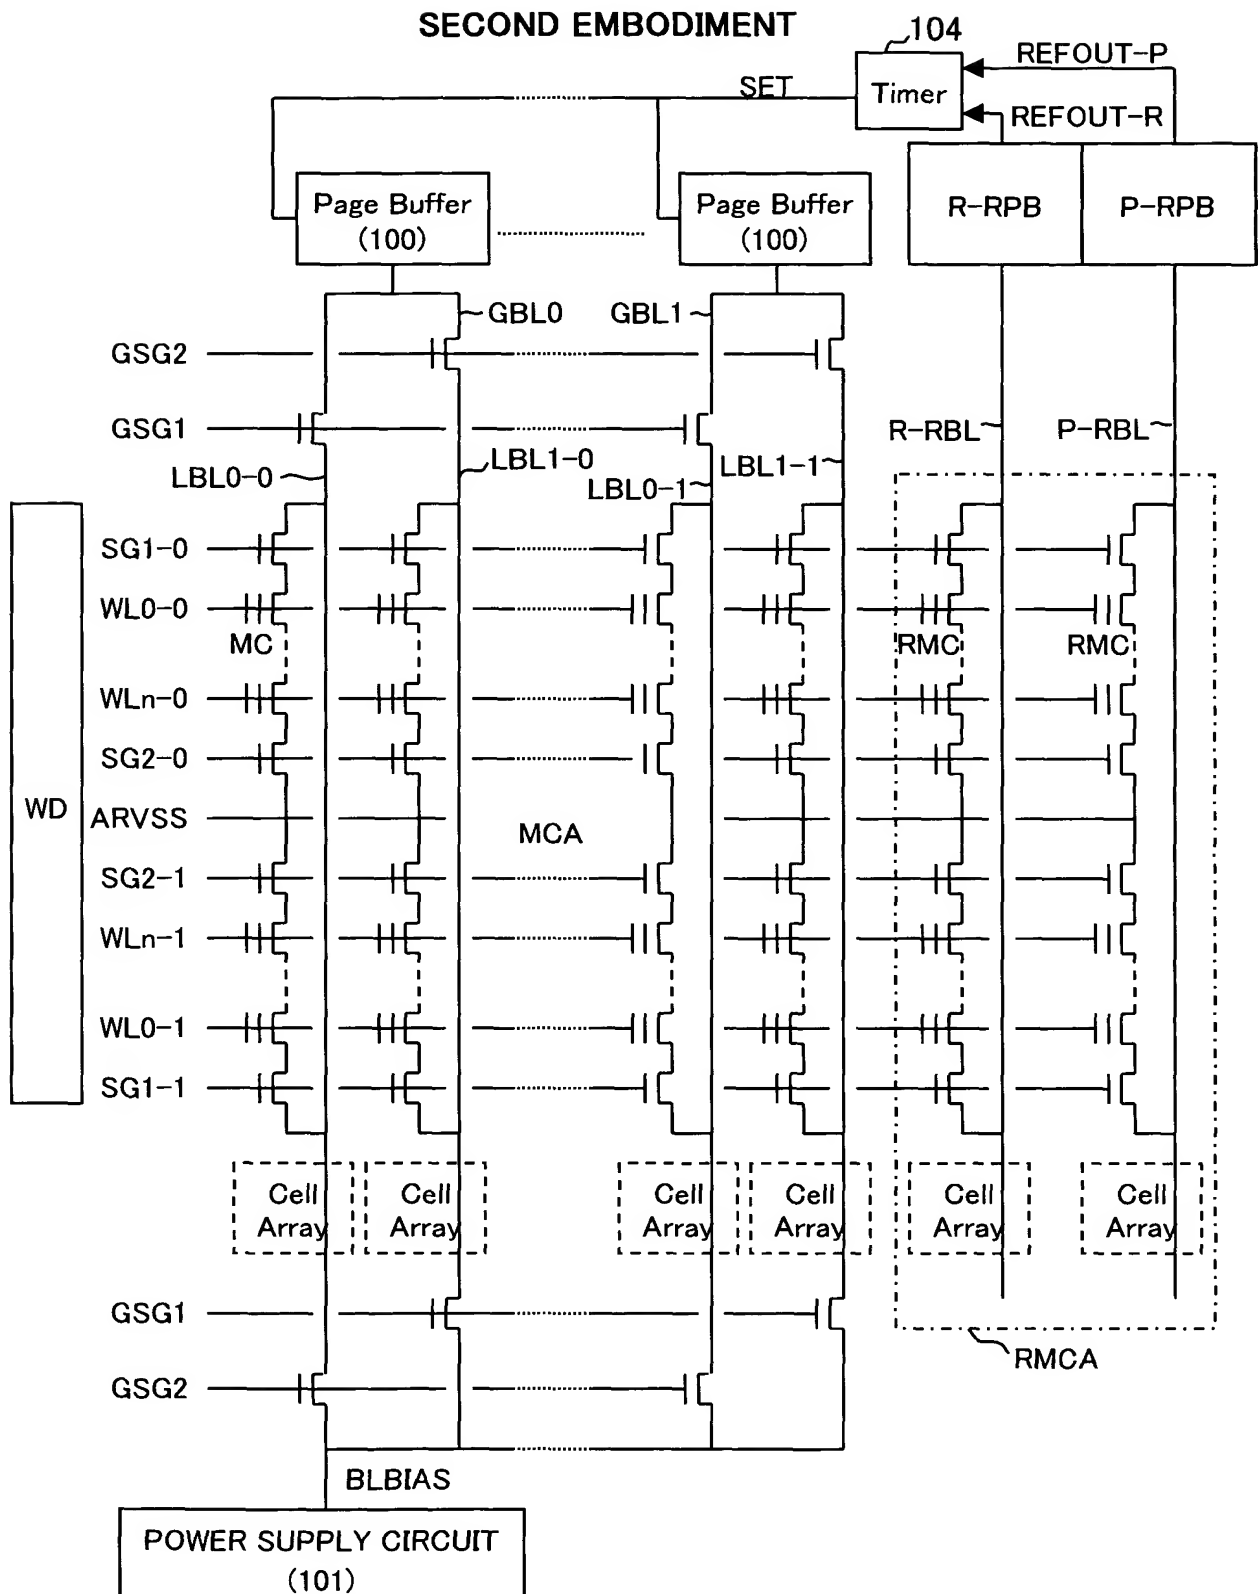 SECOND EMBODIMENT
104
REFOUT-P
SET
Timer
REFOUT-R
Page Buffer
(100)
Page Buffer
(100)
R-RPB
P-RPB
GBL0
GBL1
GSG2
GSG1
R-RBL
P-RBL
LBL0-0
LBL1-0
LBL0-1
LBL1-1
SG1-0
WL0-0
MC
RMC
RMC
WLn-0
SG2-0
WD
ARVSS
MCA
SG2-1
WLn-1
WL0-1
SG1-1
Cell
Array
Cell
Array
Cell
Array
Cell
Array
Cell
Array
Cell
Array
GSG1
RMCA
GSG2
BLBIAS
POWER SUPPLY CIRCUIT
(101)